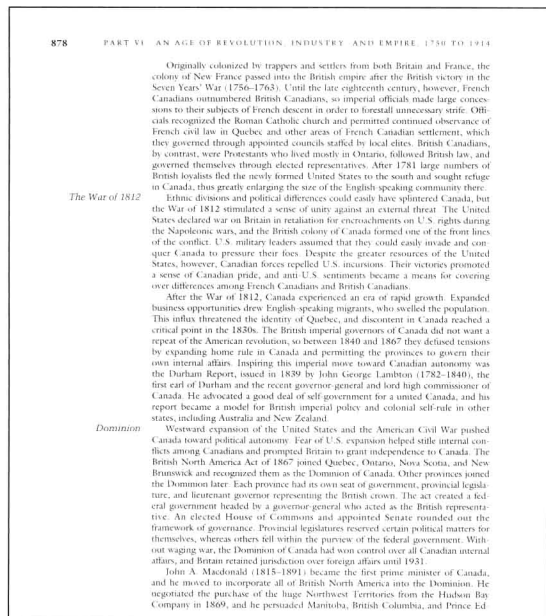 878 PART VI AN AGE OF REVOLUTION, INDUSTRY, AND EMPIRE, 1750 TO 1914
Originally colonized by trappers and settlers from both Britain and France, the
colony of New France passed into the British empire after the British victory in the
Seven Years' War (1756–1763). Until the late eighteenth century, however, French
Canadians outnumbered British Canadians, so imperial officials made large conces-
sions to their subjects of French descent in order to forestall unnecessary strife. Offi-
cials recognized the Roman Catholic church and permitted continued observance of
French civil law in Quebec and other areas of French Canadian settlement, which
they governed through appointed councils staffed by local elites. British Canadians,
by contrast, were Protestants who lived mostly in Ontario, followed British law, and
governed themselves through elected representatives. After 1781 large numbers of
British loyalists fled the newly formed United States to the south and sought refuge
in Canada, thus greatly enlarging the size of the English-speaking community there.
The War of 1812
Ethnic divisions and political differences could easily have splintered Canada, but
the War of 1812 stimulated a sense of unity against an external threat. The United
States declared war on Britain in retaliation for encroachments on U.S. rights during
the Napoleonic wars, and the British colony of Canada formed one of the front lines
of the conflict. U.S. military leaders assumed that they could easily invade and con-
quer Canada to pressure their foes. Despite the greater resources of the United
States, however, Canadian forces repelled U.S. incursions. Their victories promoted
a sense of Canadian pride, and anti-U.S. sentiments became a means for covering
over differences among French Canadians and British Canadians.
After the War of 1812, Canada experienced an era of rapid growth. Expanded
business opportunities drew English-speaking migrants, who swelled the population.
This influx threatened the identity of Quebec, and discontent in Canada reached a
critical point in the 1830s. The British imperial governors of Canada did not want a
repeat of the American revolution, so between 1840 and 1867 they defused tensions
by expanding home rule in Canada and permitting the provinces to govern their
own internal affairs. Inspiring this imperial move toward Canadian autonomy was
the Durham Report, issued in 1839 by John George Lambton (1782–1840), the
first earl of Durham and the recent governor-general and lord high commissioner of
Canada. He advocated a good deal of self-government for a united Canada, and his
report became a model for British imperial policy and colonial self-rule in other
states, including Australia and New Zealand.
Dominion
Westward expansion of the United States and the American Civil War pushed
Canada toward political autonomy. Fear of U.S. expansion helped stifle internal con-
flicts among Canadians and prompted Britain to grant independence to Canada. The
British North America Act of 1867 joined Quebec, Ontario, Nova Scotia, and New
Brunswick and recognized them as the Dominion of Canada. Other provinces joined
the Dominion later. Each province had its own seat of government, provincial legisla-
ture, and lieutenant governor representing the British crown. The act created a fed-
eral government headed by a governor-general who acted as the British representa-
tive. An elected House of Commons and appointed Senate rounded out the
framework of governance. Provincial legislatures reserved certain political matters for
themselves, whereas others fell within the purview of the federal government. With-
out waging war, the Dominion of Canada had won control over all Canadian internal
affairs, and Britain retained jurisdiction over foreign affairs until 1931.
John A. Macdonald (1815–1891) became the first prime minister of Canada,
and he moved to incorporate all of British North America into the Dominion. He
negotiated the purchase of the huge Northwest Territories from the Hudson Bay
Company in 1869, and he persuaded Manitoba, British Columbia, and Prince Ed